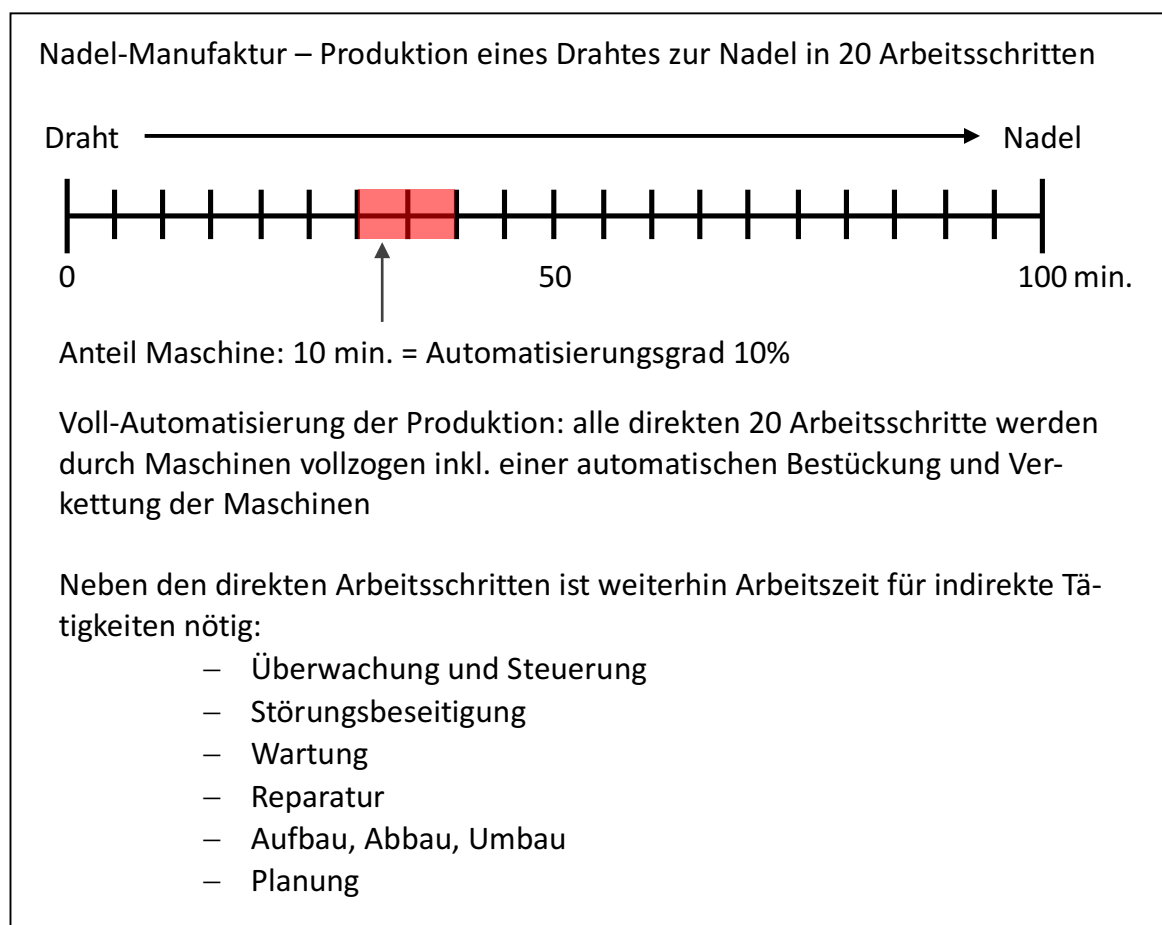 Nadel-Manufaktur – Produktion eines Drahtes zur Nadel in 20 Arbeitsschritten
Draht Nadel
0 50 100 min.
Anteil Maschine: 10 min. = Automatisierungsgrad 10%
Voll-Automatisierung der Produktion: alle direkten 20 Arbeitsschritte werden
durch Maschinen vollzogen inkl. einer automatischen Bestückung und Ver-
kettung der Maschinen
Neben den direkten Arbeitsschritten ist weiterhin Arbeitszeit für indirekte Tä-
tigkeiten nötig:
– Überwachung und Steuerung
– Störungsbeseitigung
– Wartung
– Reparatur
– Aufbau, Abbau, Umbau
– Planung